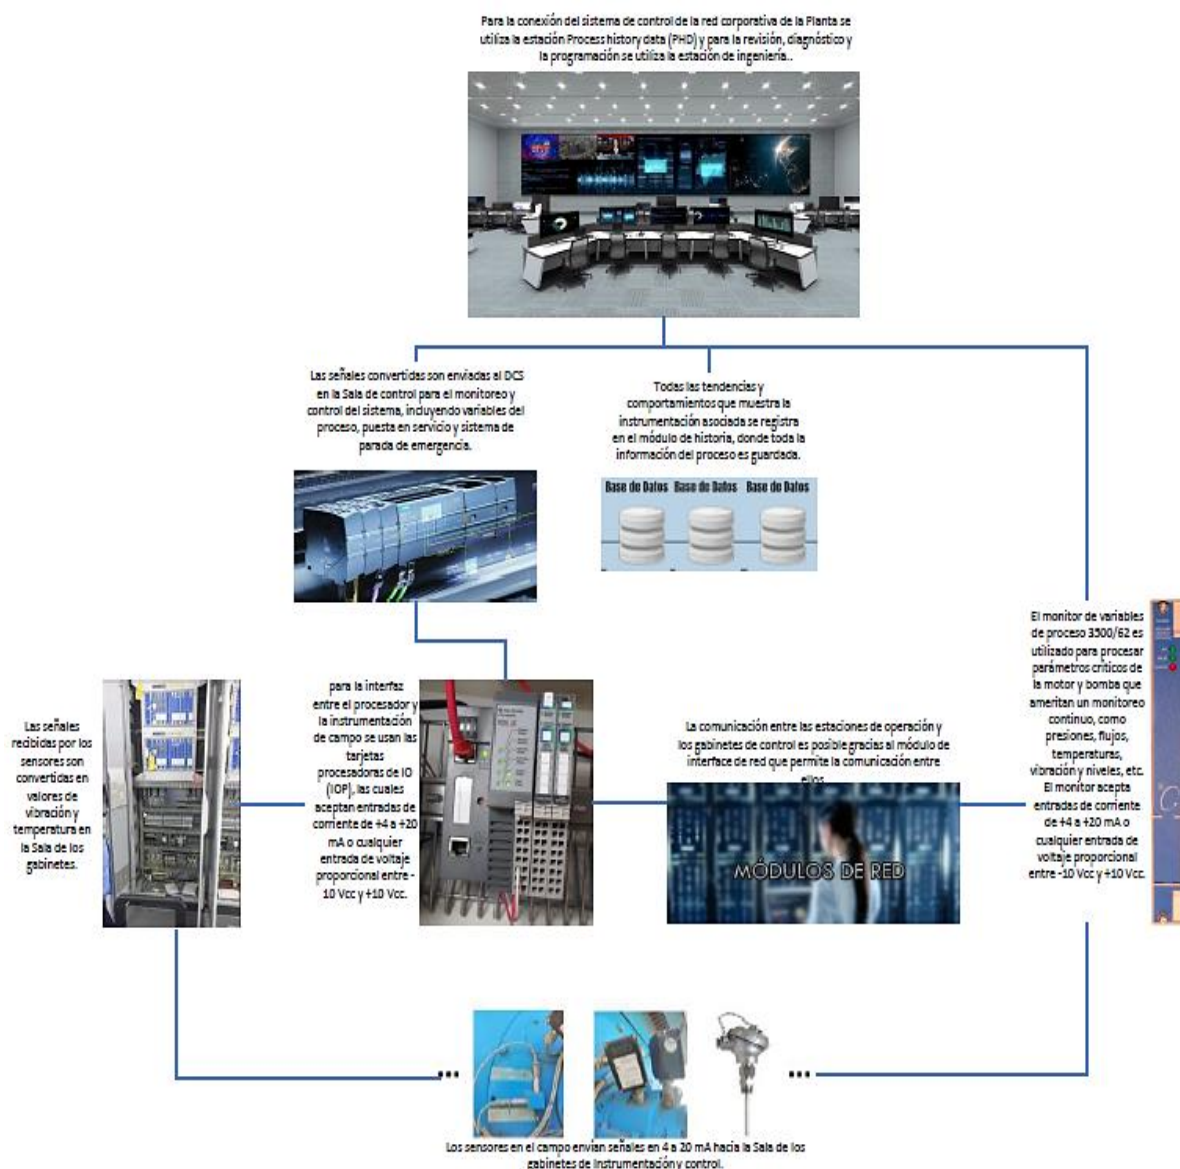 Para la conexión del sistema de control de la red corporativa de la Planta se
utiliza la estación Process history data (PHD) y para la revisión, diagnóstico y
la programación se utiliza la estación de ingeniería..
Las señales convertidas son enviadas al DCS
en la Sala de control para el monitoreo y
control del sistema, incluyendo variables del
proceso, puesta en servicio y sistema de
parada de emergencia.
Todas las tendencias y
comportamientos que muestra la
instrumentación asociada se registra
en el módulo de historia, donde toda la
información del proceso es guardada.
Base de Datos Base de Datos Base de Datos
Las señales
recibidas por los
sensores son
convertidas en
valores de
vibración y
temperatura en
la Sala de los
gabinetes.
para la interfaz
entre el procesador y
la instrumentación
de campo se usan las
tarjetas
procesadoras de IO
(IOP), las cuales
aceptan entradas de
corriente de +4 a +20
mA o cualquier
entrada de voltaje
proporcional entre -
10 Vcc y +10 Vcc.
La comunicación entre las estaciones de operación y
los gabinetes de control es posible gracias al módulo de
interface de red que permite la comunicación entre
ellos
MÓDULOS DE RED
El monitor de variables
de proceso 3500/62 es
utilizado para procesar
parámetros críticos de
la motor y bomba que
ameritan un monitoreo
continuo, como
presiones, flujos,
temperaturas,
vibración y niveles, etc.
El monitor acepta
entradas de corriente
de +4 a +20 mA o
cualquier entrada de
voltaje proporcional
entre -10 Vcc y +10 Vcc.
Los sensores en el campo envían señales en 4 a 20 mA hacia la Sala de los
gabinetes de Instrumentación y control.